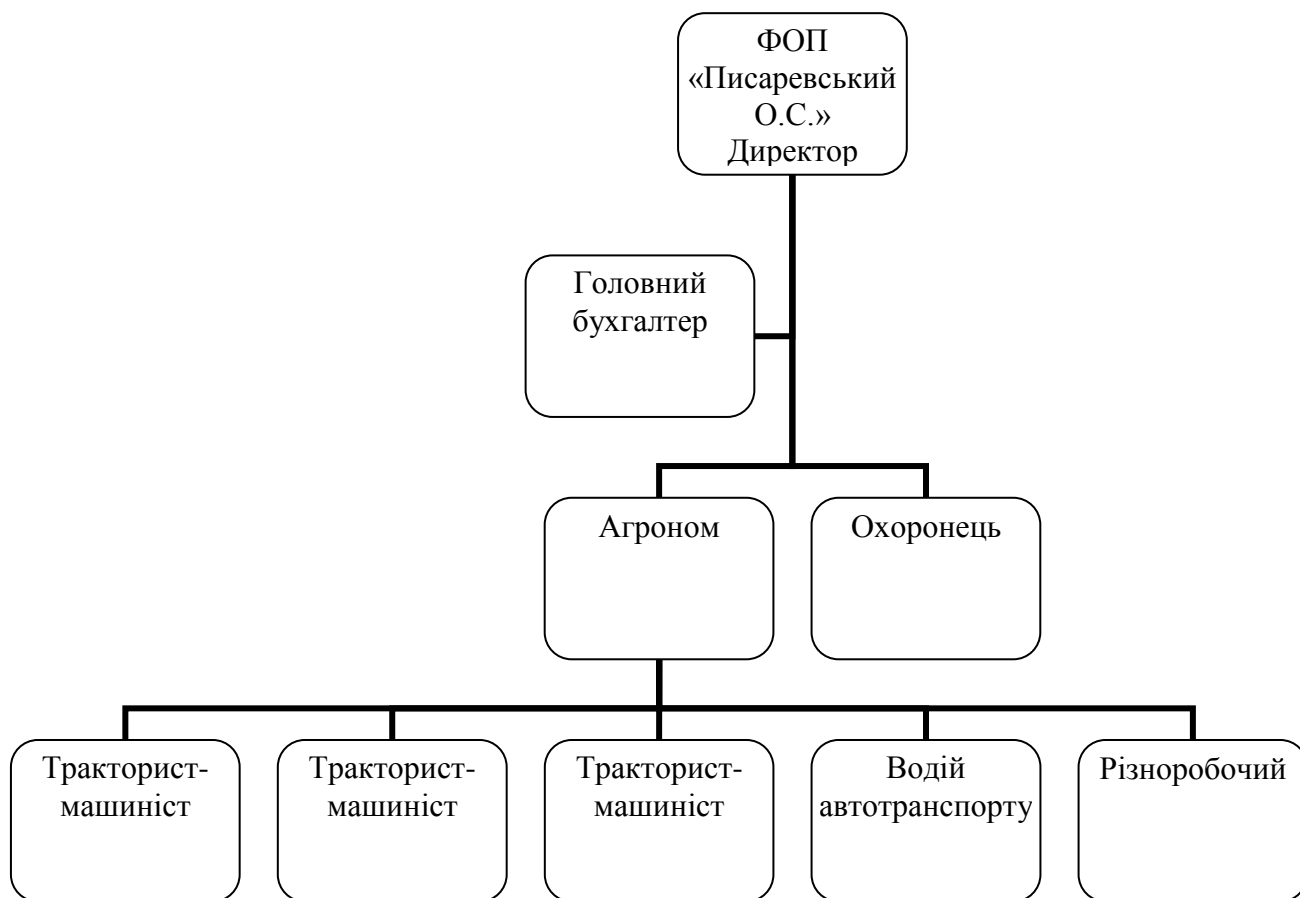 ФОП
«Писаревський
О.С.»
Директор
Головний
бухгалтер
Агроном
Охоронець
Тракторист-
машиніст
Тракторист-
машиніст
Тракторист-
машиніст
Водій
автотранспорту
Різноробочий